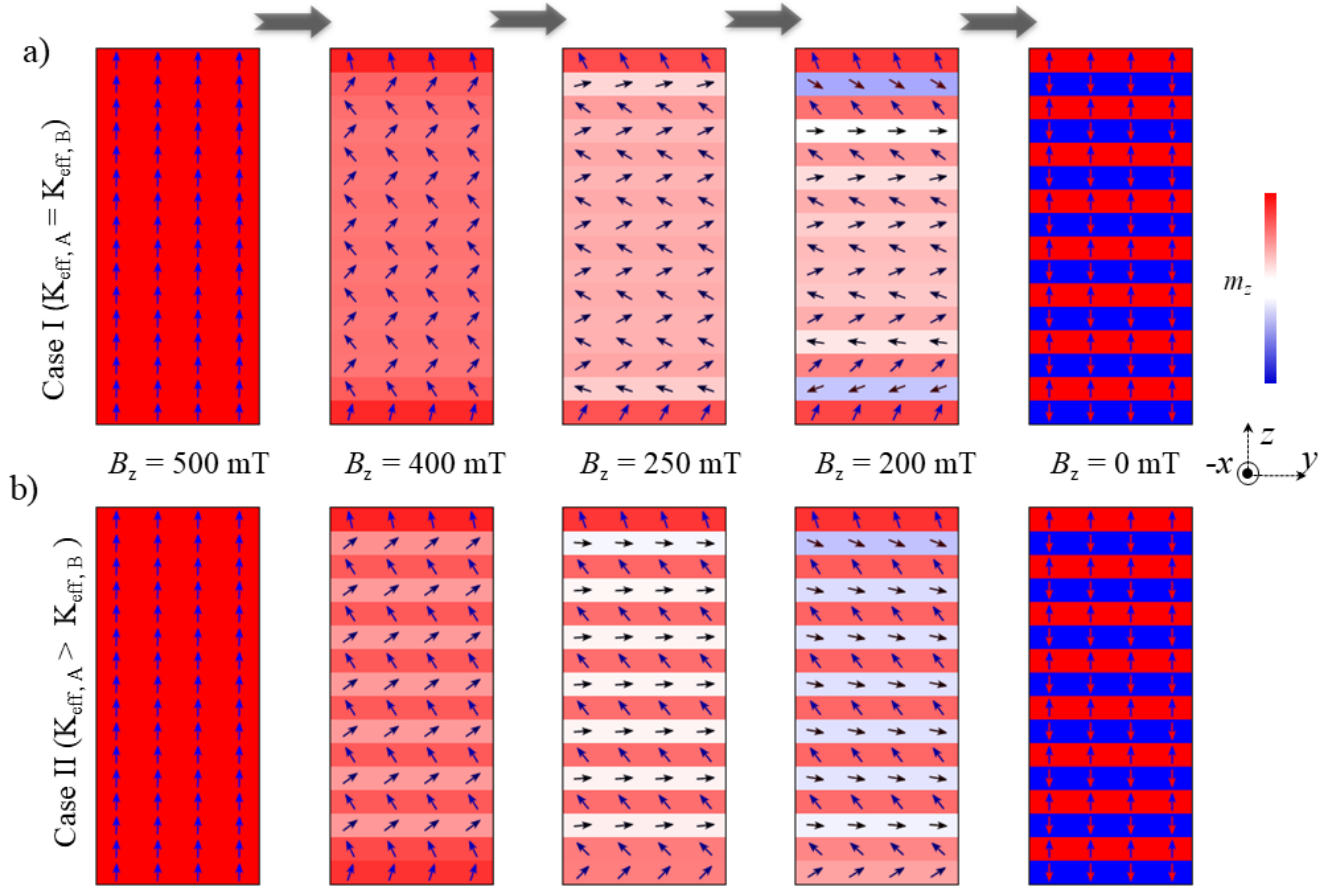 a)
Case I (K_eff, A = K_eff, B)
m_z
B_z = 500 mT B_z = 400 mT B_z = 250 mT B_z = 200 mT B_z = 0 mT
z
-x y
b)
Case II (K_eff, A > K_eff, B)